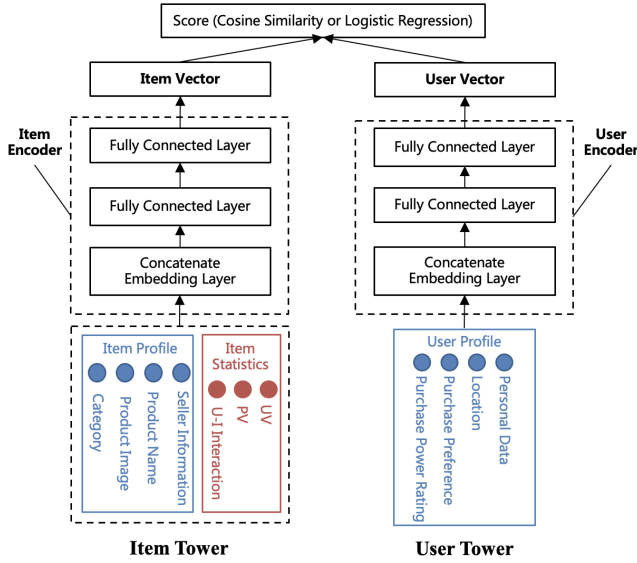 Score (Cosine Similarity or Logistic Regression)
Item Vector
User Vector
Item
Encoder
Fully Connected Layer
Fully Connected Layer
Concatenate
Embedding Layer
User
Encoder
Fully Connected Layer
Fully Connected Layer
Concatenate
Embedding Layer
Item Profile
Category
Product Image
Product Name
Seller Information
Item
Statistics
U-I Interaction
PV
UV
User Profile
Purchase Power Rating
Purchase Preference
Location
Personal Data
Item Tower
User Tower